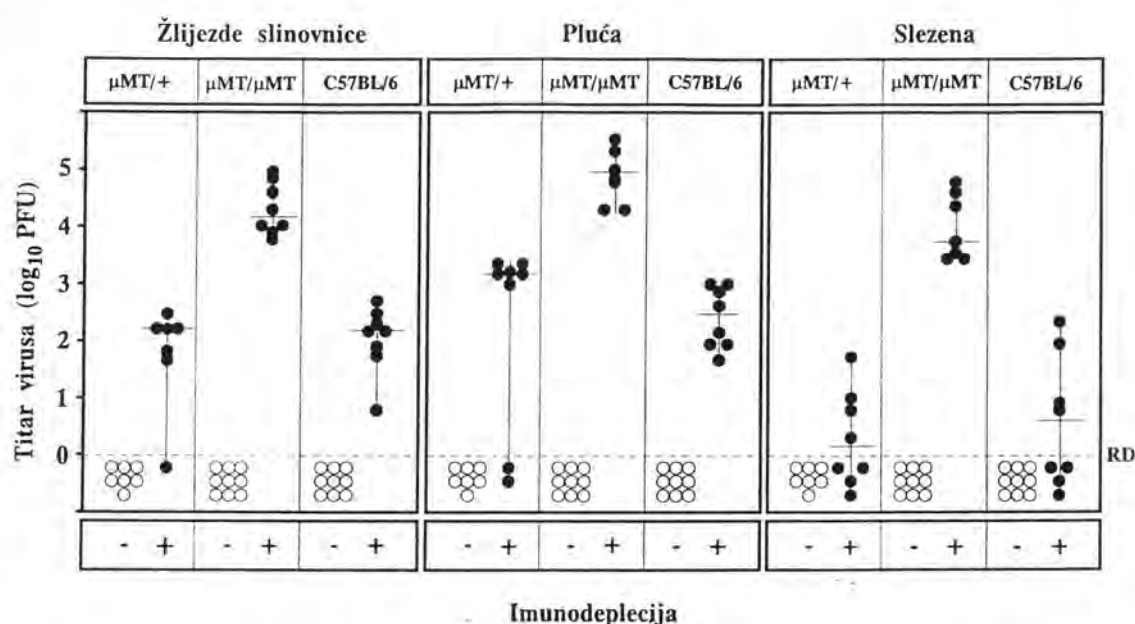 Žlijezde slinovnice Pluća Slezena
μMT/+ μMT/μMT C57BL/6 μMT/+ μMT/μMT C57BL/6 μMT/+ μMT/μMT C57BL/6
Titar virusa (log10 PFU)
5
4
3
2
1
0
RD
- + - + - + - + - + - + - + - + - +
Imunodeplecija